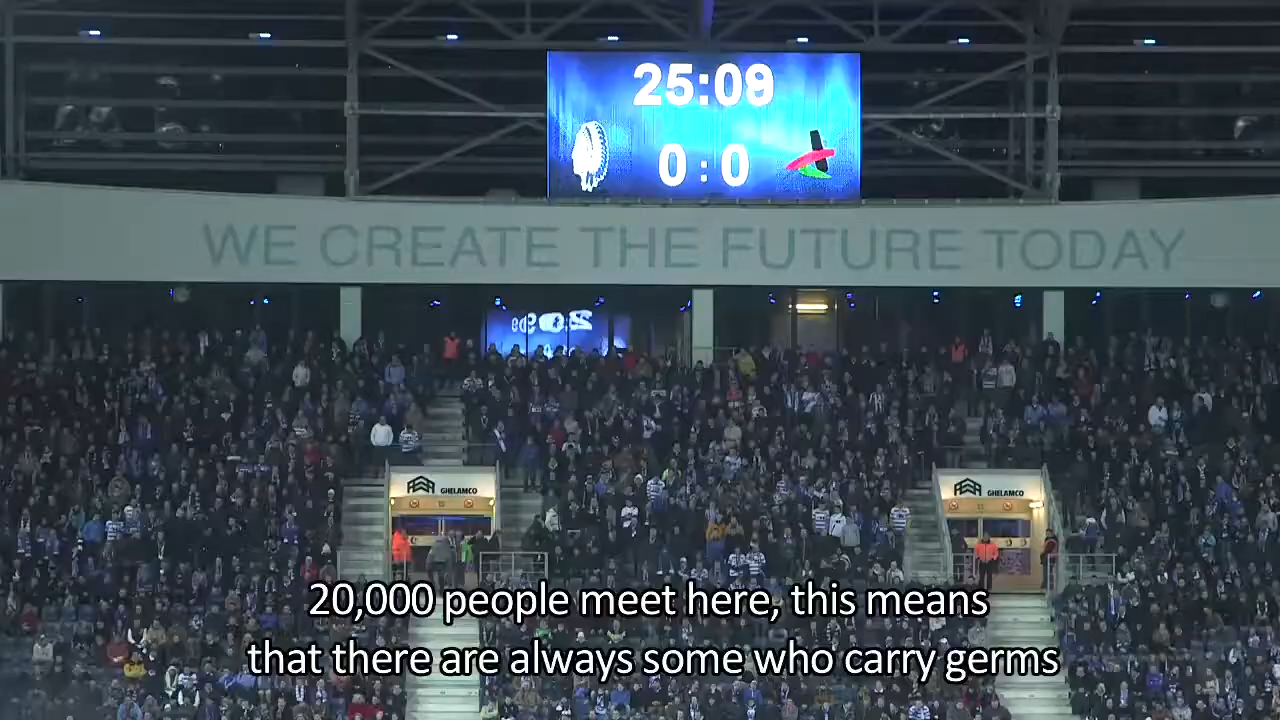 25:09
0:0
WE CREATE THE FUTURE TODAY
GHELAMCO
GHELAMCO
20,000 people meet here, this means
that there are always some who carry germs